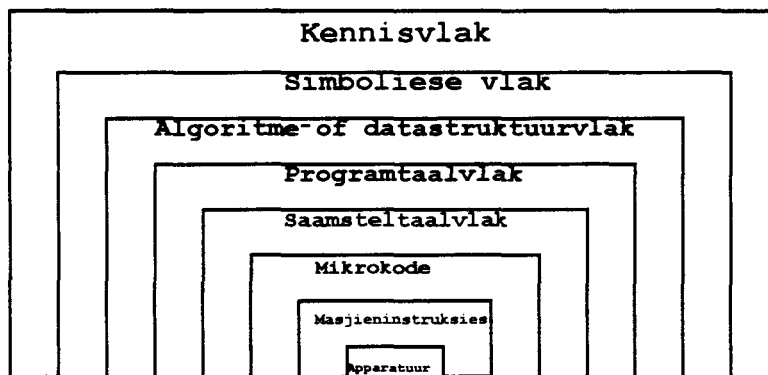 Kennisvlak
Simboliese vlak
Algoritme-of datastruktuurvlak
Programtaalvlak
Saamsteltaalvlak
Mikrokode
Masjieninstruksies
Apparatuur